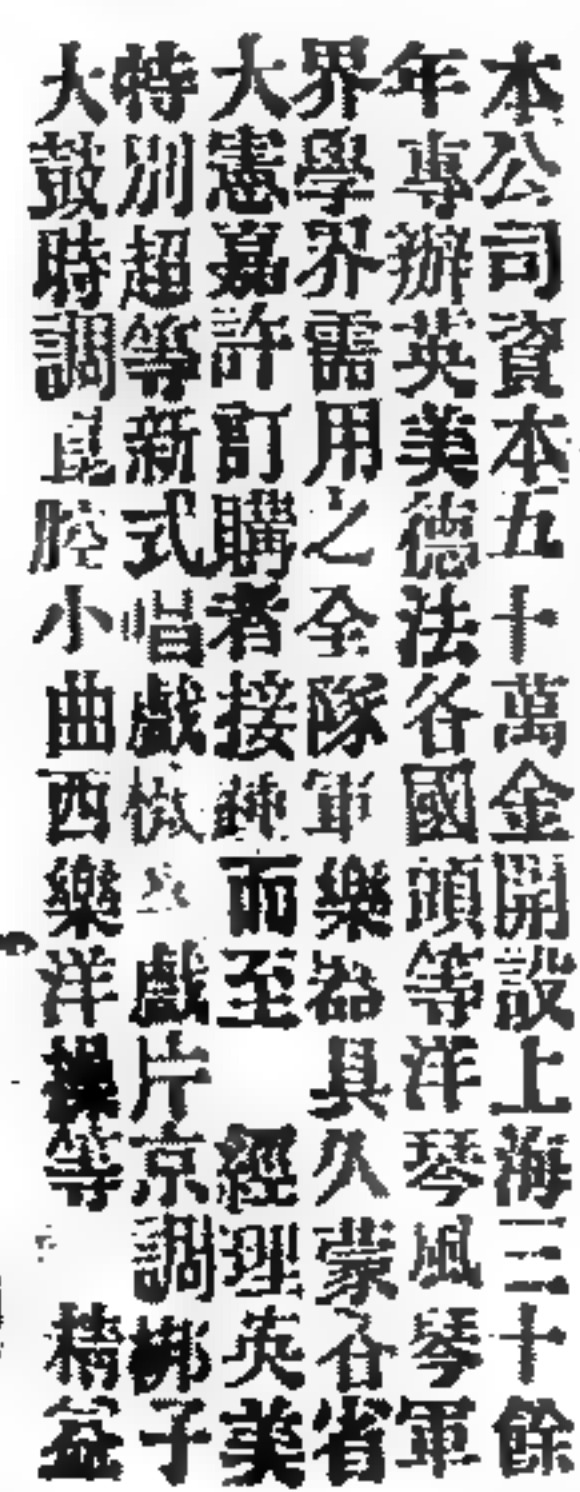 本公司資本五十萬金開設上海三十餘
年專辦英美德法各國頭等洋琴風琴軍
界學界需用之全隊軍樂器具久蒙各省
大憲嘉許訂購者接踵而至　經理英美
特別超等新式唱戲機戲片京調梆子
大鼓時調崑腔小曲西樂洋操等　精益